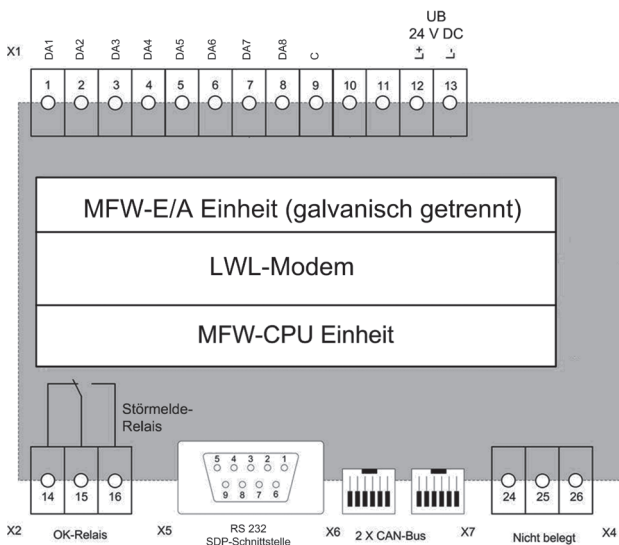 UB
24 V DC
X1 DA1 DA2 DA3 DA4 DA5 DA6 DA7 DA8 C L+ L-
1 2 3 4 5 6 7 8 9 10 11 12 13
MFW-E/A Einheit (galvanisch getrennt)
LWL-Modem
MFW-CPU Einheit
Störmelde-
Relais
5 4 3 2 1
9 8 7 6
14 15 16
24 25 26
X2 OK-Relais X5 RS 232 X6 2 X CAN-Bus X7 Nicht belegt X4
SDP-Schnittstelle